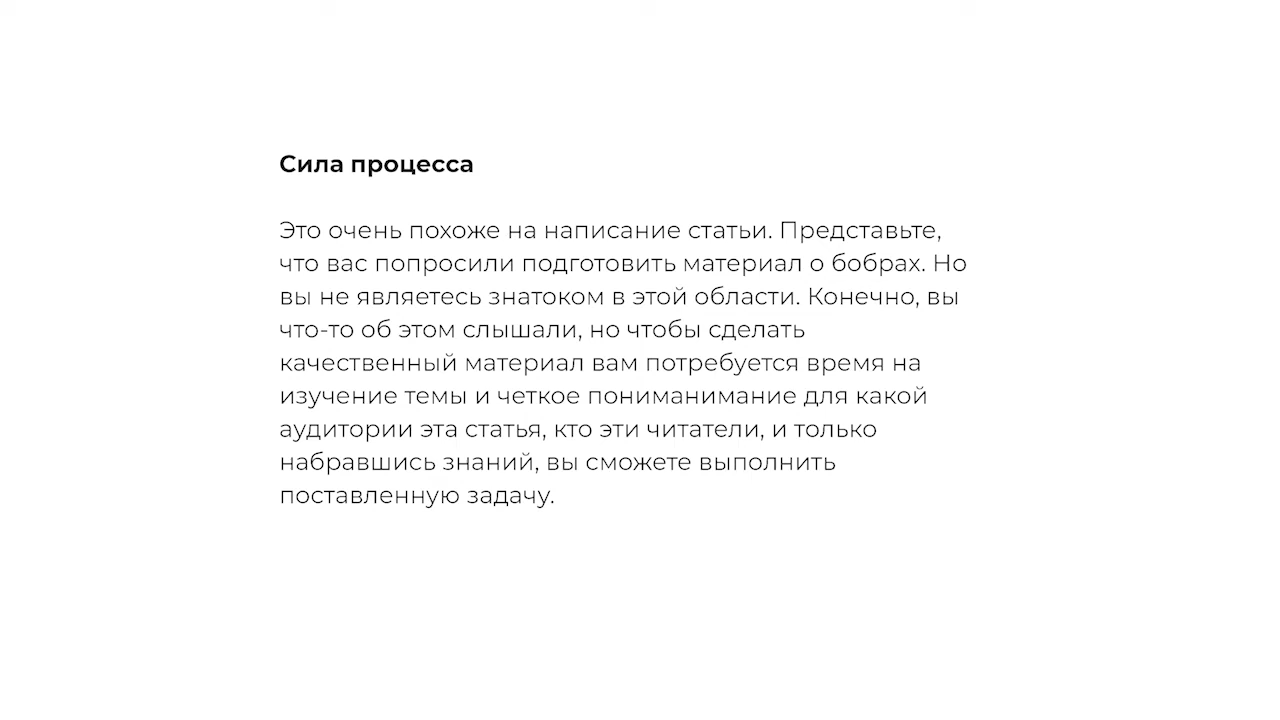 Сила процесса
Это очень похоже на написание статьи. Представьте,
что вас попросили подготовить материал о бобрах. Но
вы не являетесь знатоком в этой области. Конечно, вы
что-то об этом слышали, но чтобы сделать
качественный материал вам потребуется время на
изучение темы и четкое пониманимание для какой
аудитории эта статья, кто эти читатели, и только
набравшись знаний, вы сможете выполнить
поставленную задачу.